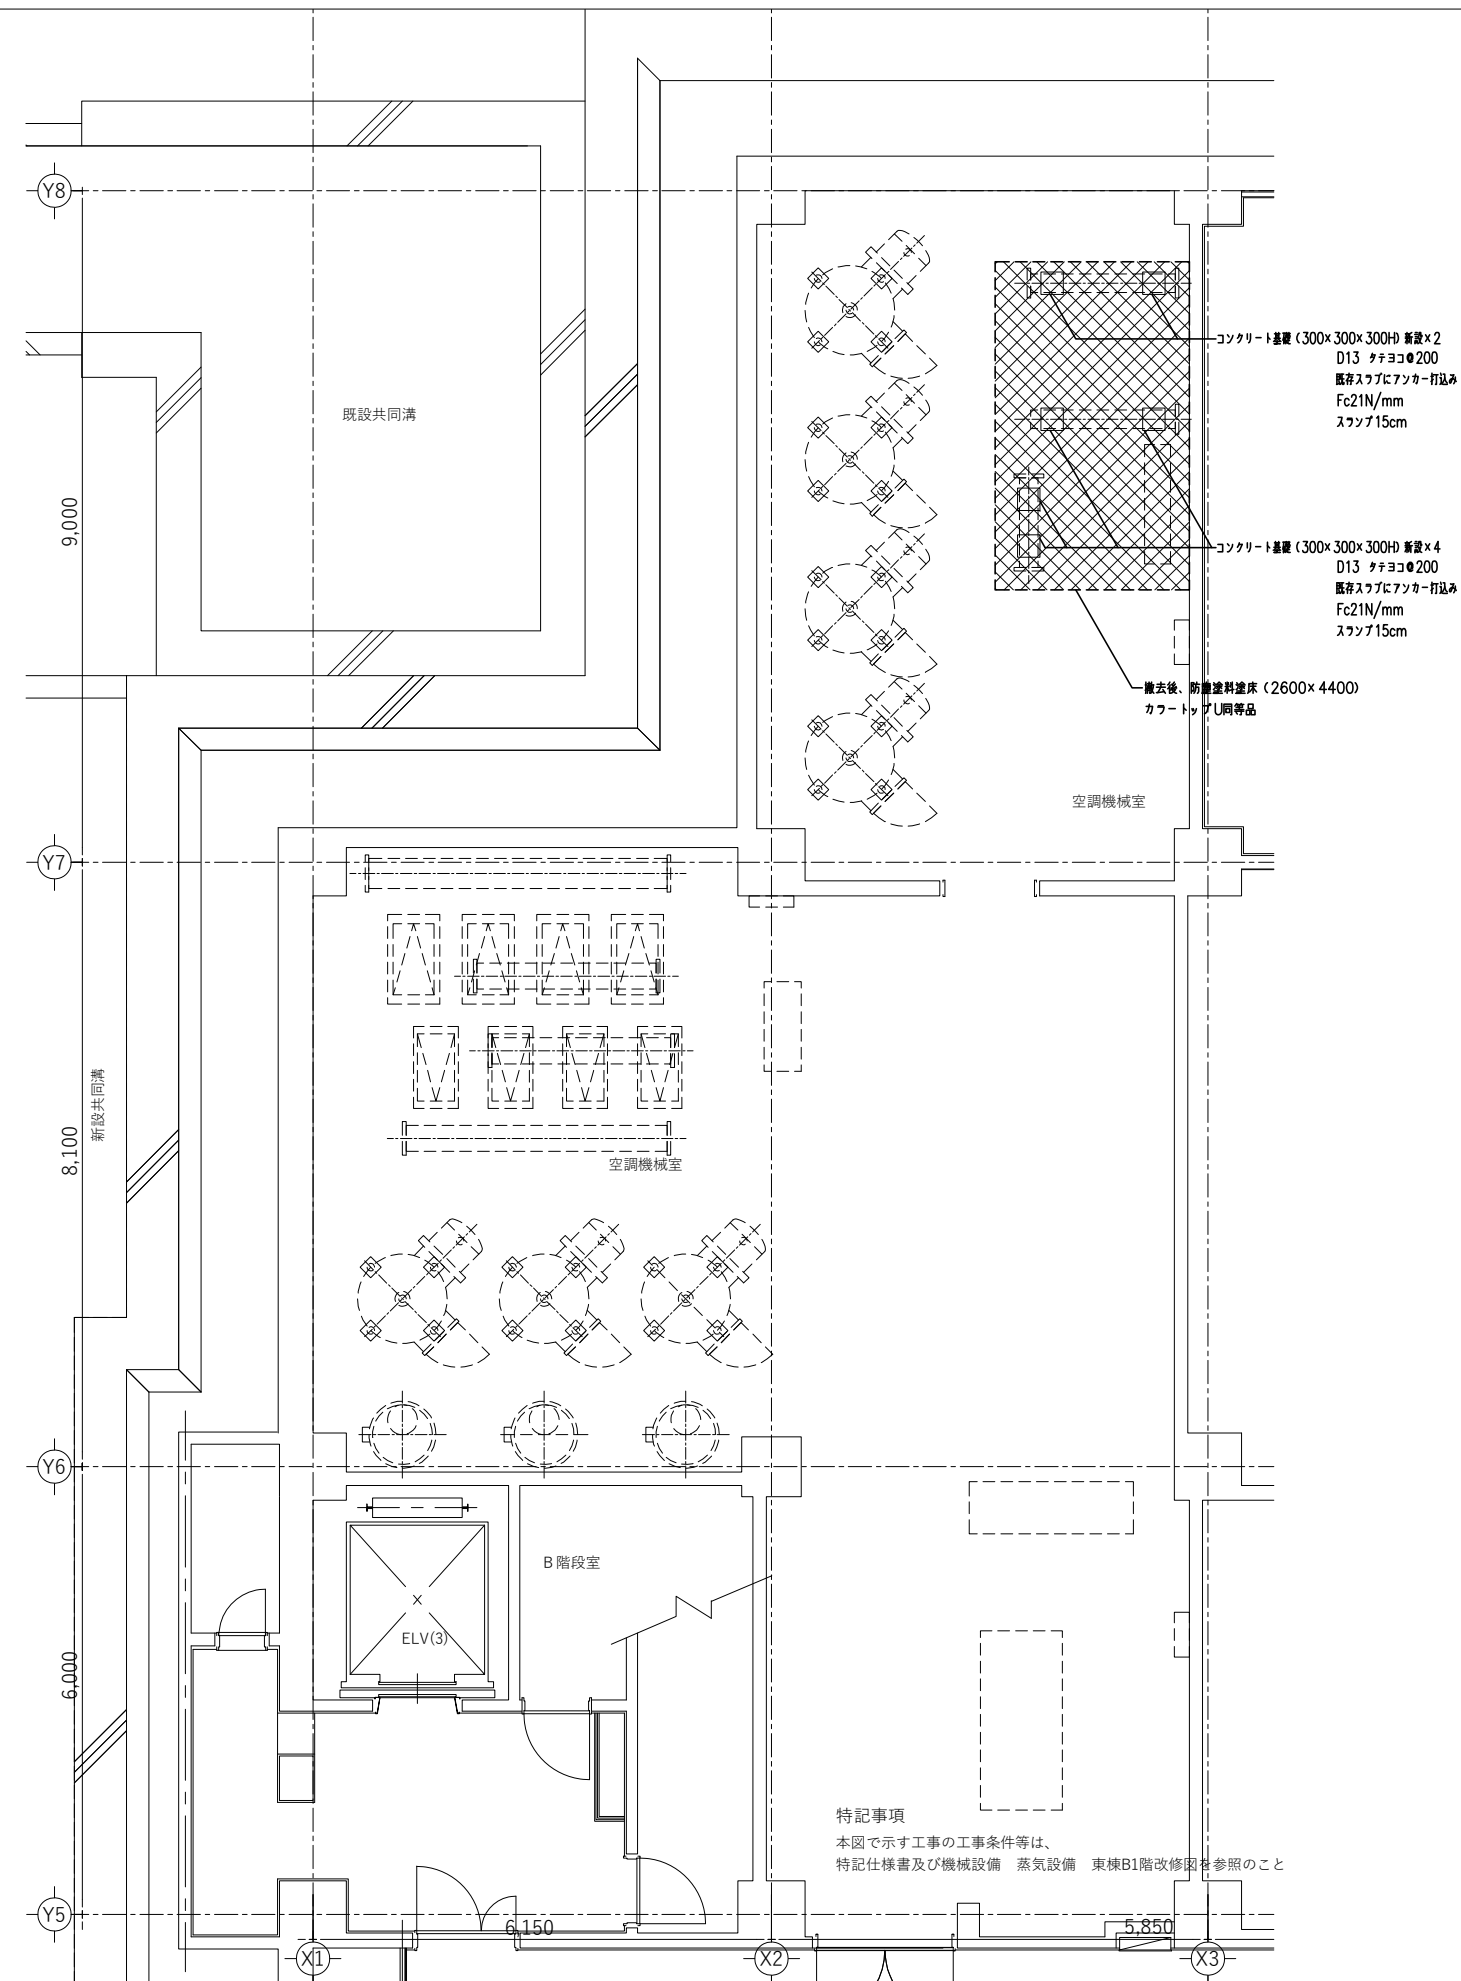 Y8
コンクリート基礎(300×300×300H) 新設×2
D13 タテヨコ@200
既存スラブにアンカー打込み
Fc21N/mm
スランプ15cm
既設共同溝
9,000
コンクリート基礎(300×300×300H) 新設×4
D13 タテヨコ@200
既存スラブにアンカー打込み
Fc21N/mm
スランプ15cm
撤去後、防塵塗料塗床(2600×4400)
カラートップU同等品
空調機械室
Y7
新設共同溝
8,100
空調機械室
Y6
B階段室
ELV(3)
6,000
特記事項
本図で示す工事の工事条件等は、
特記仕様書及び機械設備 蒸気設備 東棟B1階改修図を参照のこと
Y5
6,150
5,850
X1
X2
X3